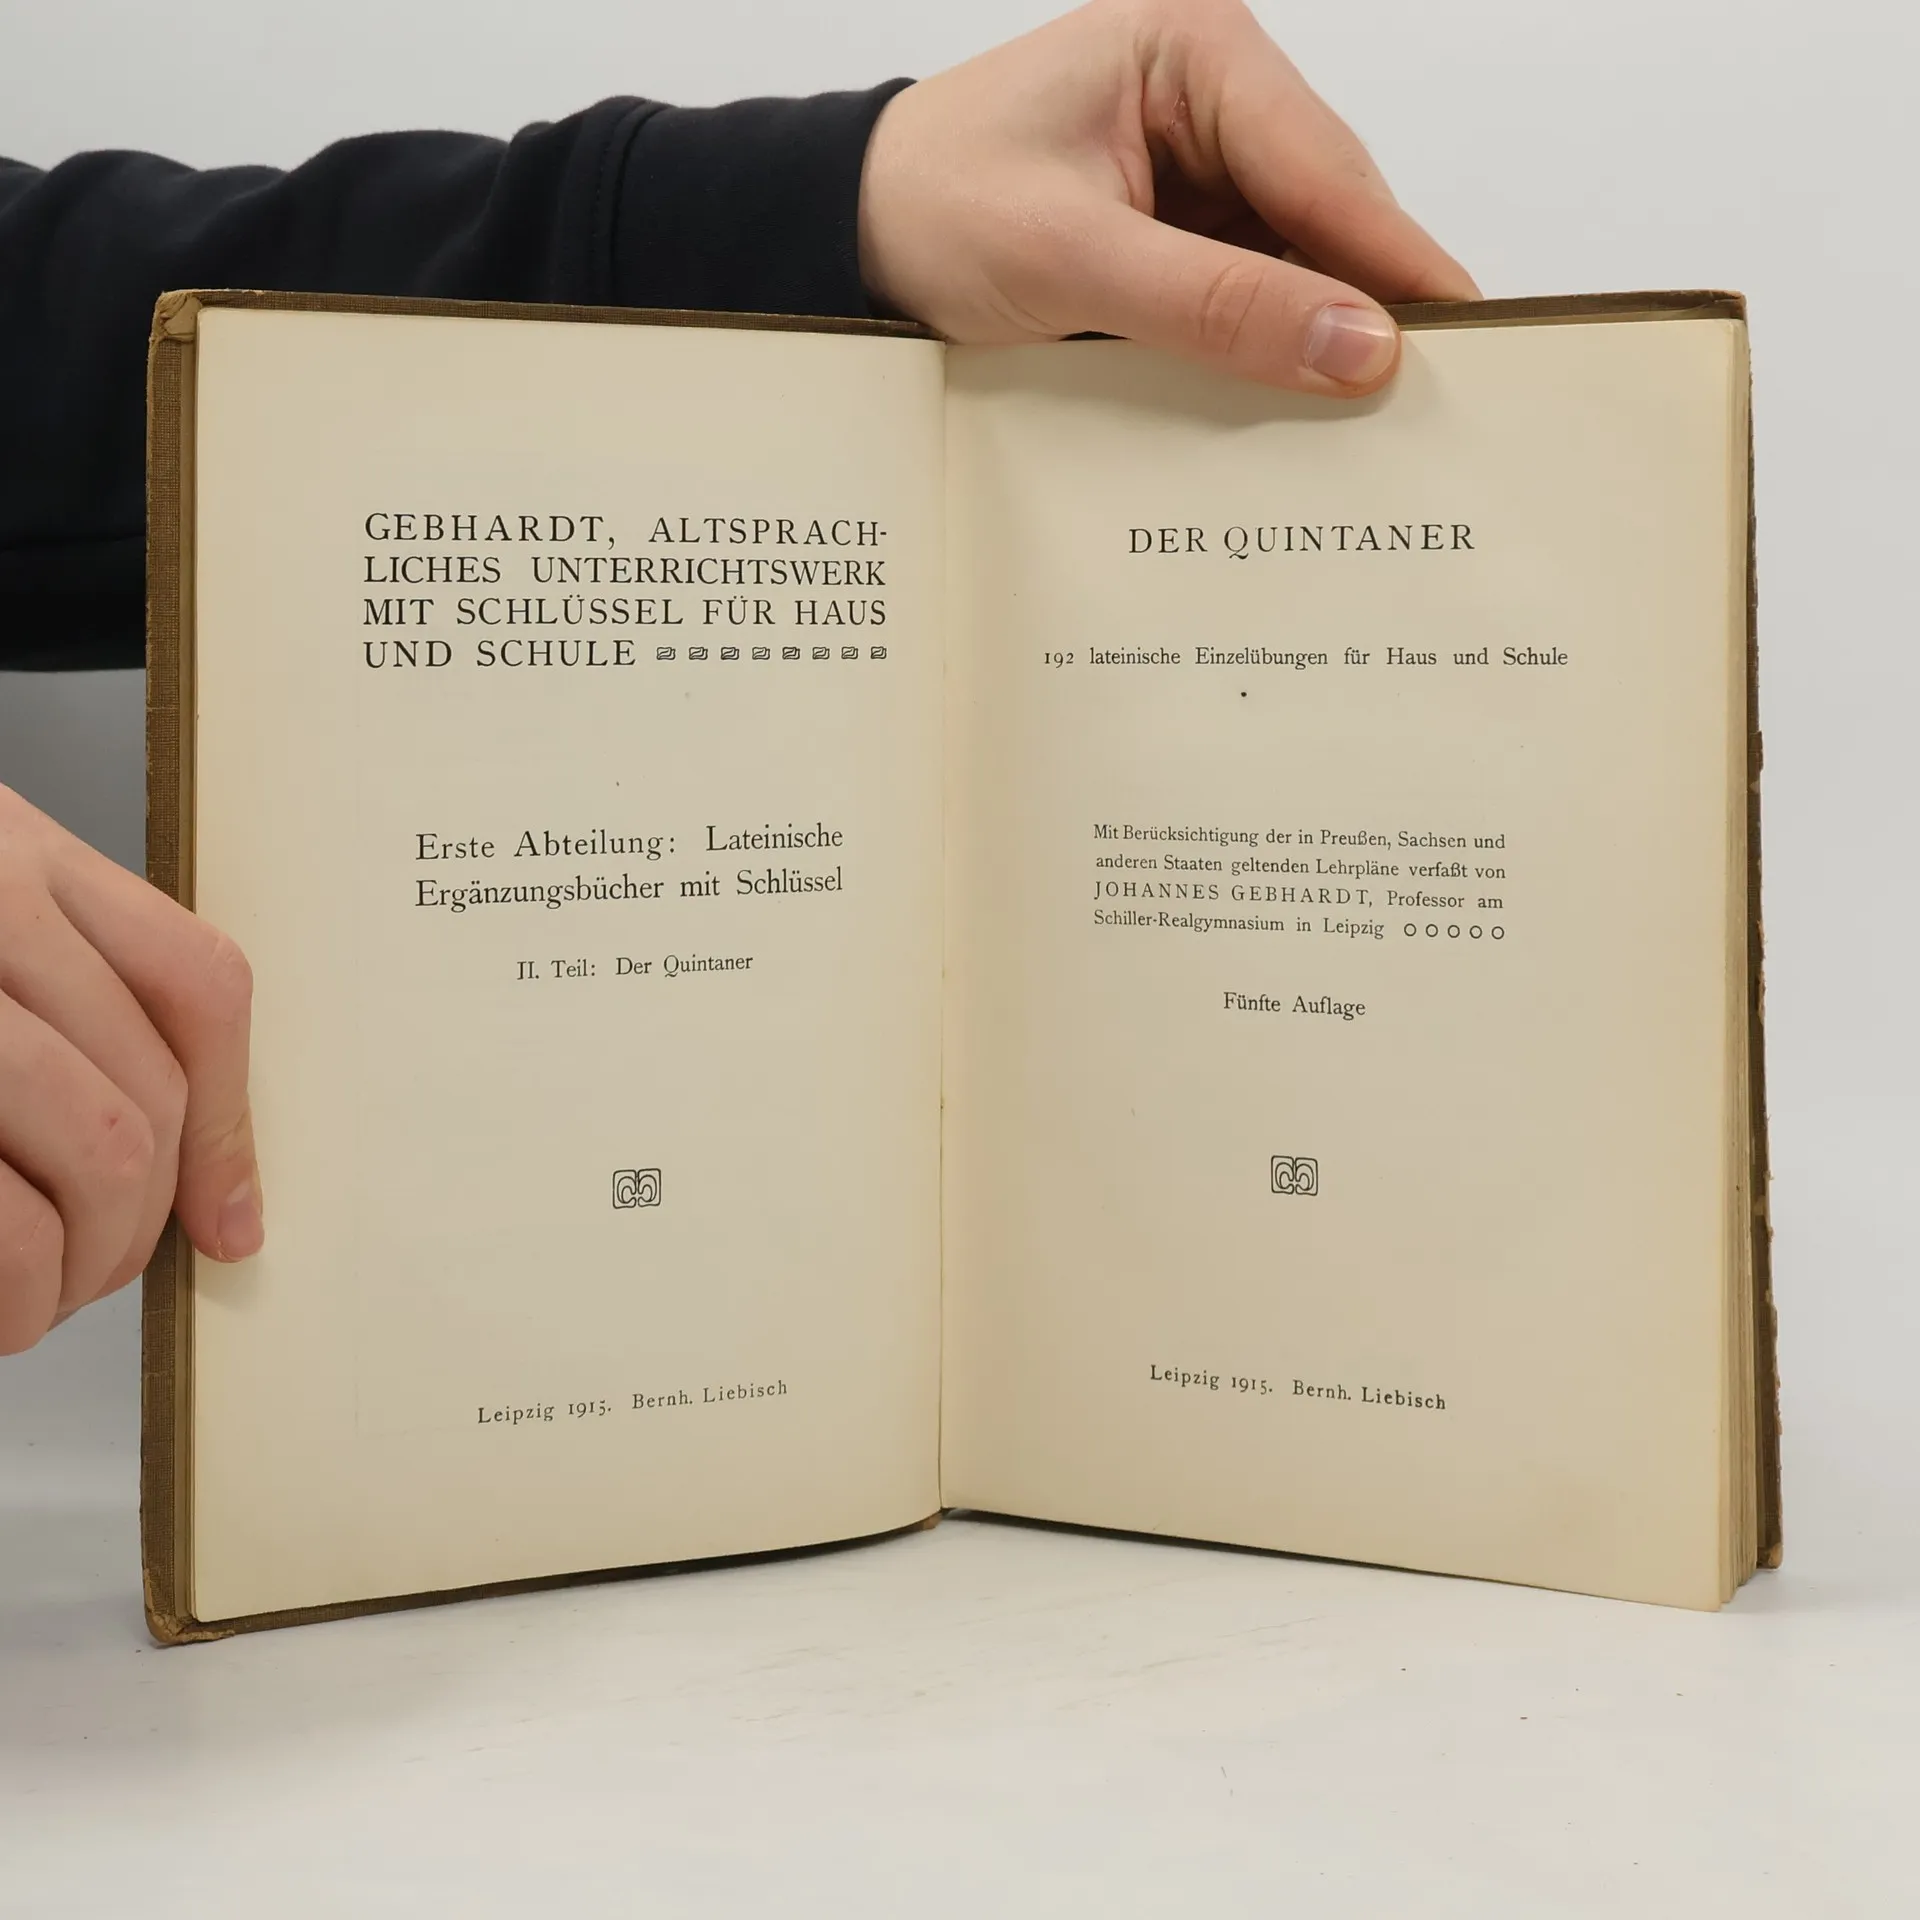 GEBHARDT, ALTSPRACH-
LICHES UNTERRICHTSWERK
MIT SCHLÜSSEL FÜR HAUS
UND SCHULE
Erste Abteilung: Lateinische
Ergänzungsbücher mit Schlüssel
II. Teil: Der Quintaner
Leipzig 1915. Bernh. Liebisch
DER QUINTANER
192 lateinische Einzelübungen für Haus und Schule
Mit Berücksichtigung der in Preußen, Sachsen und
anderen Staaten geltenden Lehrpläne verfaßt von
JOHANNES GEBHARDT, Professor am
Schiller-Realgymnasium in Leipzig
Fünfte Auflage
Leipzig 1915. Bernh. Liebisch